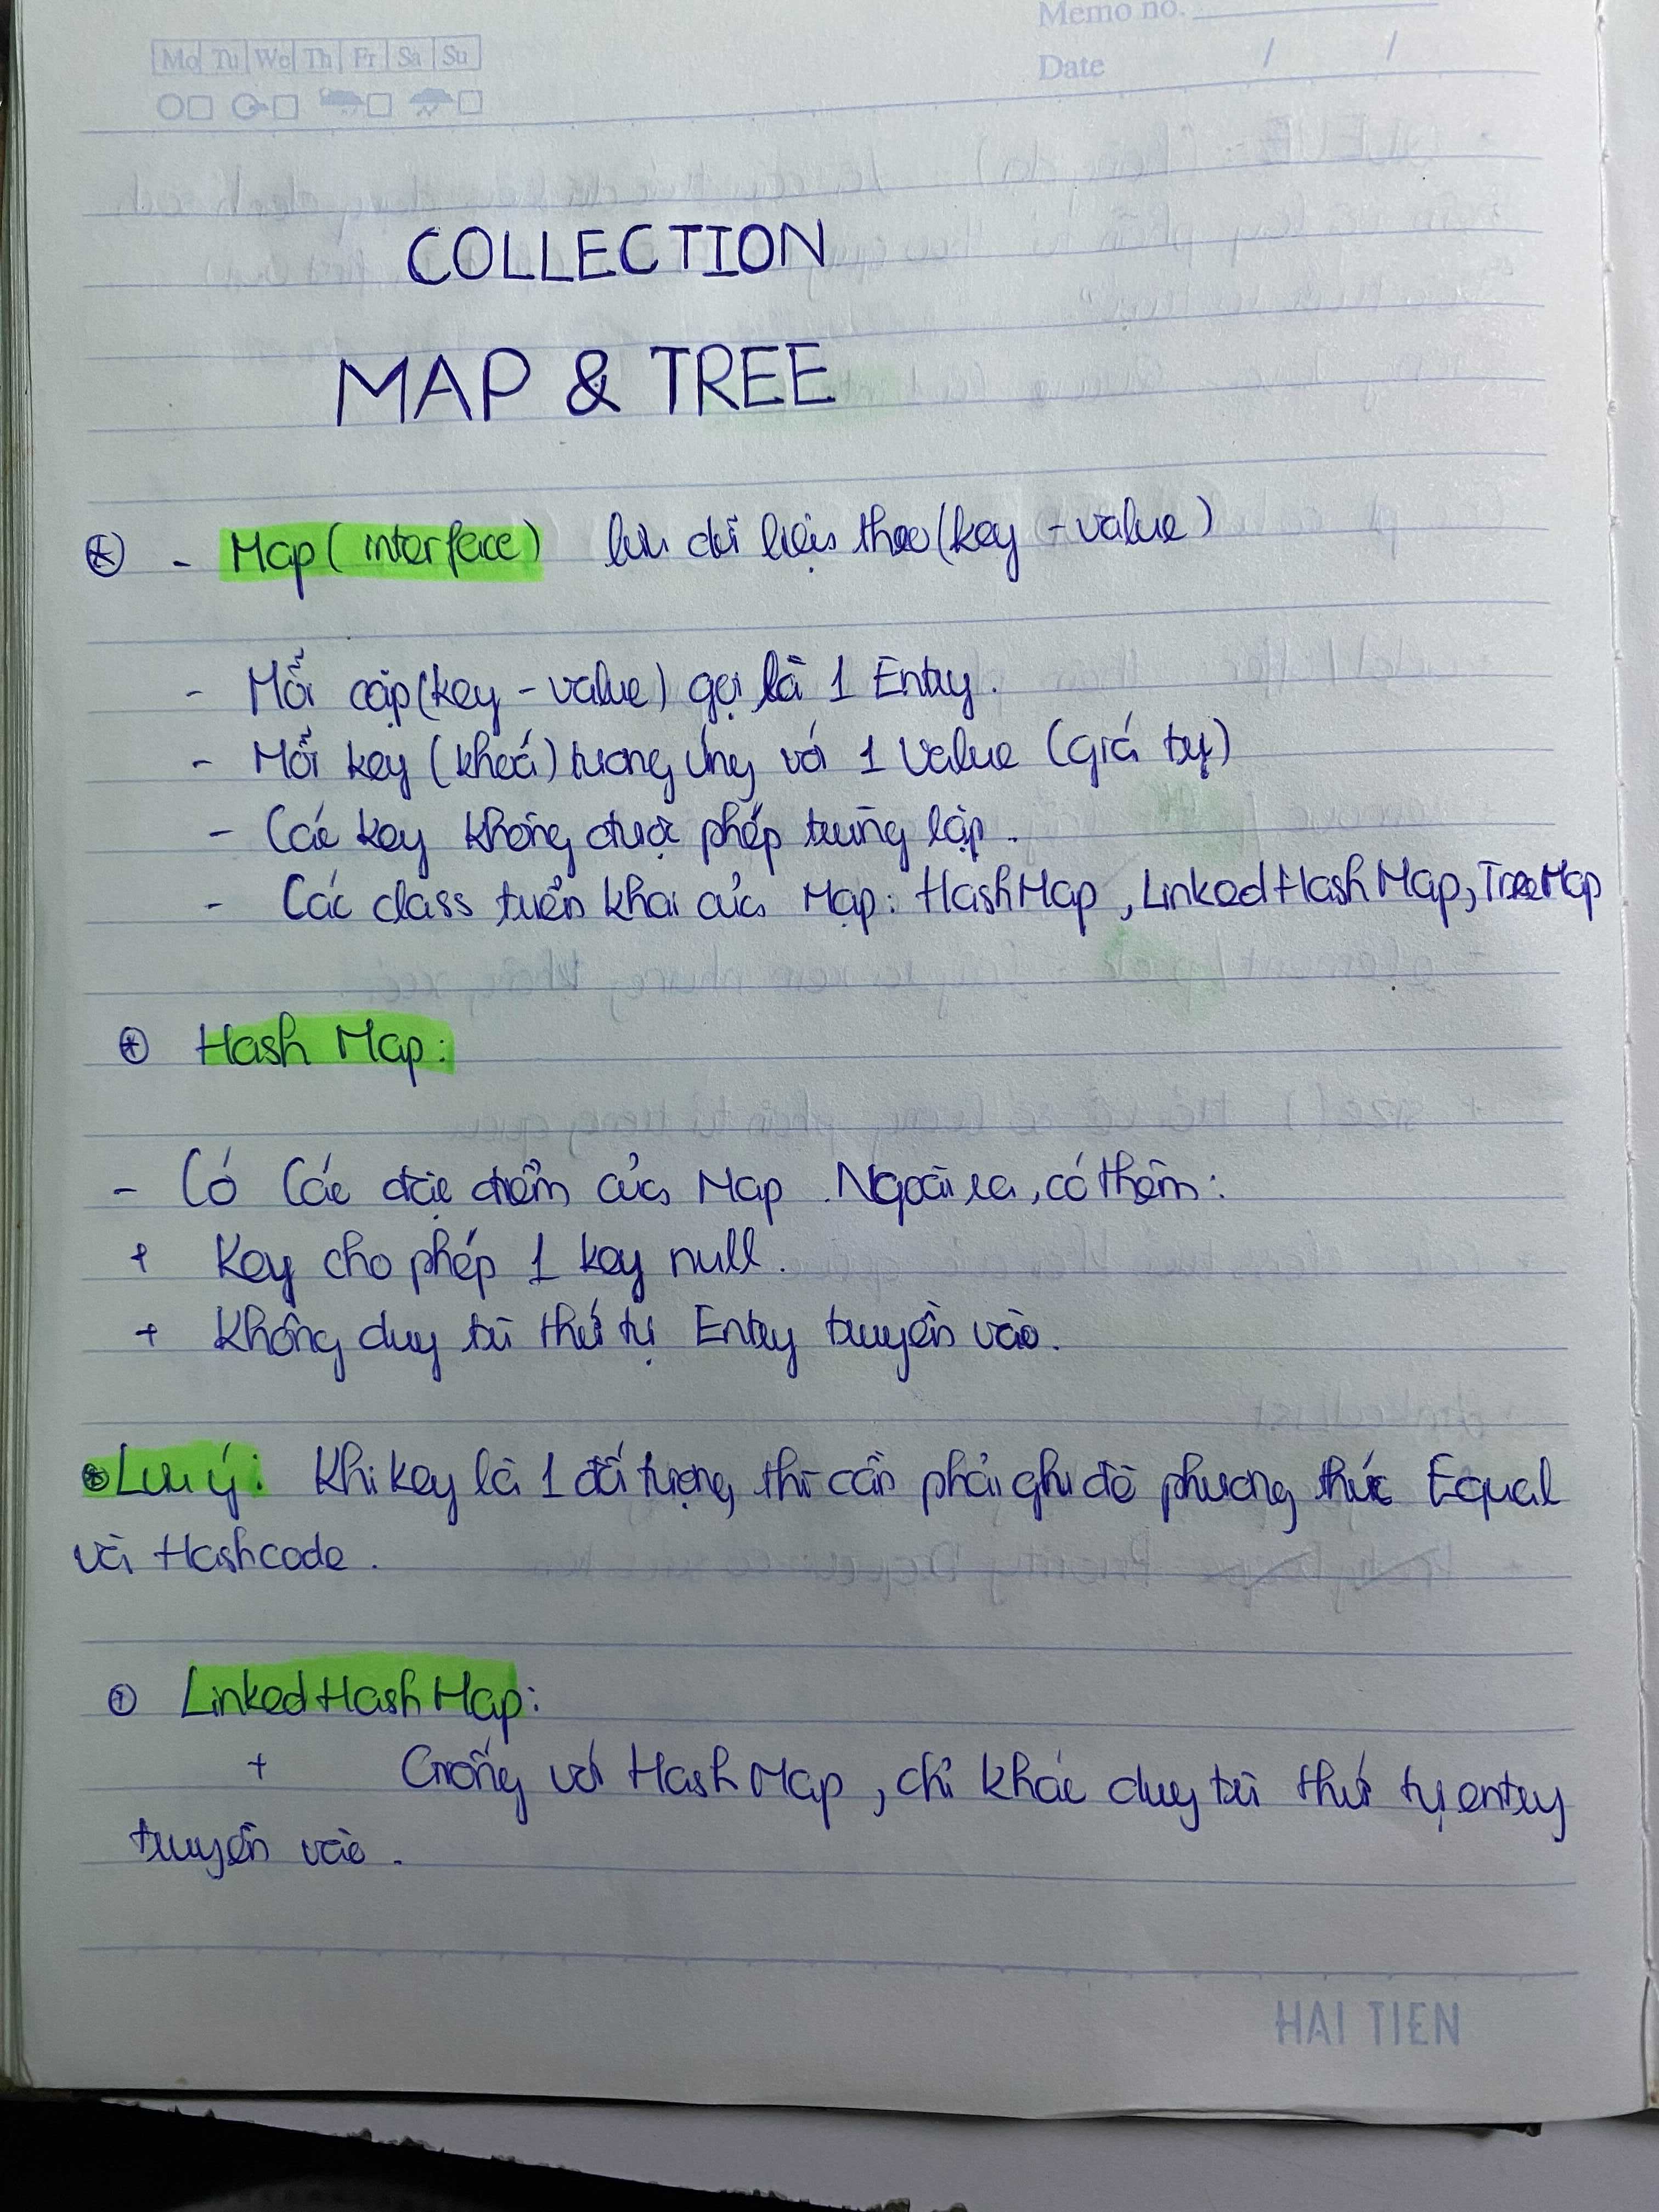 Memo no.
Mo Tu We Th Fr Sa Su
Date / /
COLLECTION
MAP & TREE
- Map (interface) lưu dữ liệu theo (key - value)
- Mỗi cặp (key - value) gọi là 1 Entry.
- Mỗi key (khoá) tương ứng với 1 Value (giá trị)
- Các key không được phép trùng lặp.
- Các class triển khai của Map: HashMap, LinkedHashMap, TreeMap
Hash Map:
- Có Các đặc điểm của Map. Ngoài ra, có thêm:
+ Key cho phép 1 key null.
+ Không duy trì thứ tự Entry truyền vào.
Lưu ý: Khi key là 1 đối tượng thì cần phải ghi đè phương thức Equal
và Hashcode.
LinkedHashMap:
+ Giống với HashMap, chỉ khác duy trì thứ tự entry
truyền vào.
HAI TIEN